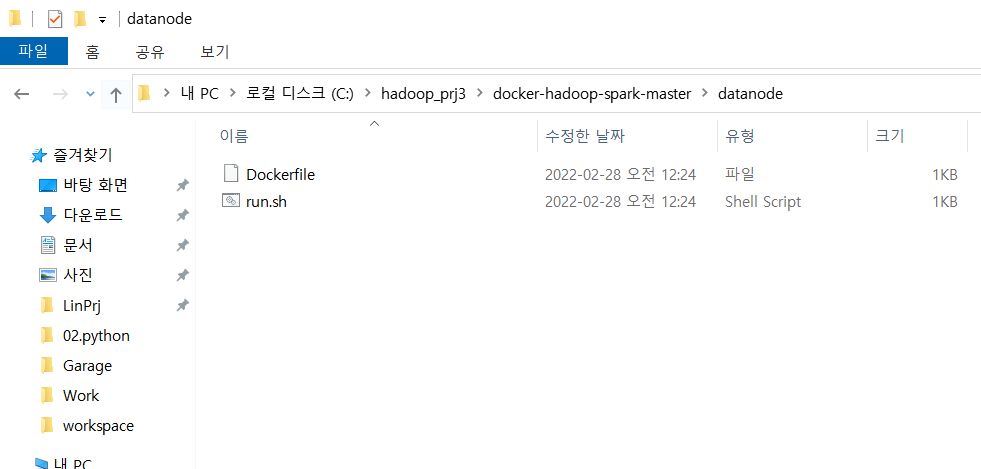 datanode
파일 홈 공유 보기
내 PC 로컬 디스크 (C:) hadoop_prj3 docker-hadoop-spark-master datanode
이름 수정한 날짜 유형 크기
Dockerfile 2022-02-28 오전 12:24 파일 1KB
run.sh 2022-02-28 오전 12:24 Shell Script 1KB
즐겨찾기
바탕 화면
다운로드
문서
사진
LinPrj
02.python
Garage
Work
workspace
내 PC